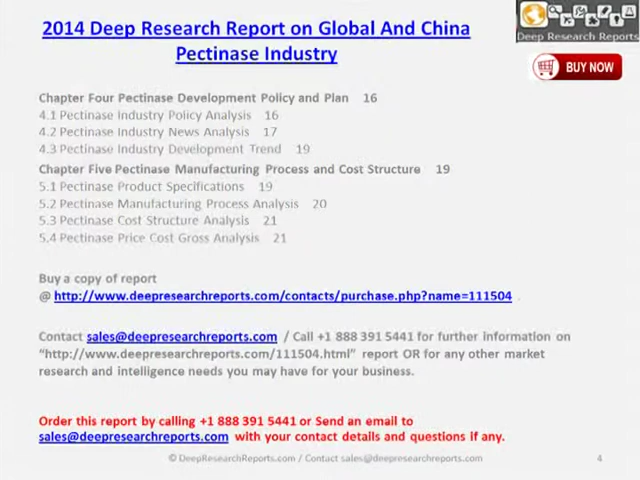 2014 Deep Research Report on Global And China
Pectinase Industry
Deep Research Reports
BUY NOW
Chapter Four Pectinase Development Policy and Plan 16
4.1 Pectinase Industry Policy Analysis 16
4.2 Pectinase Industry News Analysis 17
4.3 Pectinase Industry Development Trend 19
Chapter Five Pectinase Manufacturing Process and Cost Structure 19
5.1 Pectinase Product Specifications 19
5.2 Pectinase Manufacturing Process Analysis 20
5.3 Pectinase Cost Structure Analysis 21
5.4 Pectinase Price Cost Gross Analysis 21
Buy a copy of report
@ http://www.deepresearchreports.com/contacts/purchase.php?name=111504 .
Contact sales@deepresearchreports.com / Call +1 888 391 5441 for further information on
“http://www.deepresearchreports.com/111504.html” report OR for any other market
research and intelligence needs you may have for your business.
Order this report by calling +1 888 391 5441 or Send an email to
sales@deepresearchreports.com with your contact details and questions if any.
© DeepResearchReports.com / Contact sales@deepresearchreports.com 4